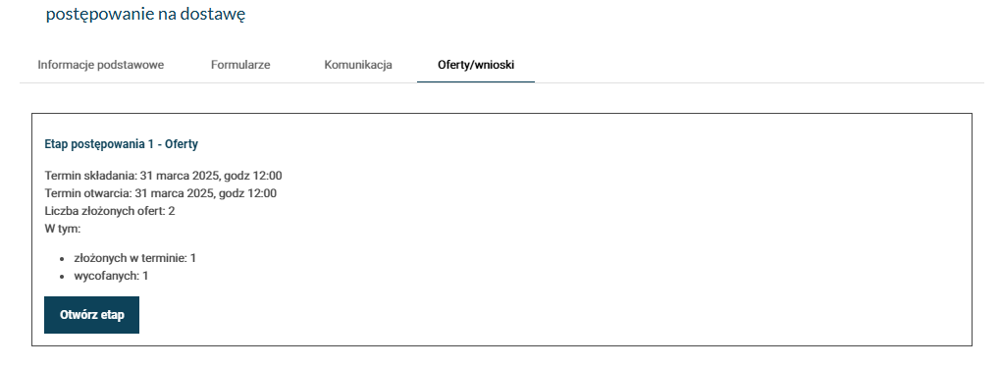 postępowanie na dostawę
Informacje podstawowe Formularze Komunikacja Oferty/wnioski
Etap postępowania 1 - Oferty
Termin składania: 31 marca 2025, godz 12:00
Termin otwarcia: 31 marca 2025, godz 12:00
Liczba złożonych ofert: 2
W tym:
• złożonych w terminie: 1
• wycofanych: 1
Otwórz etap